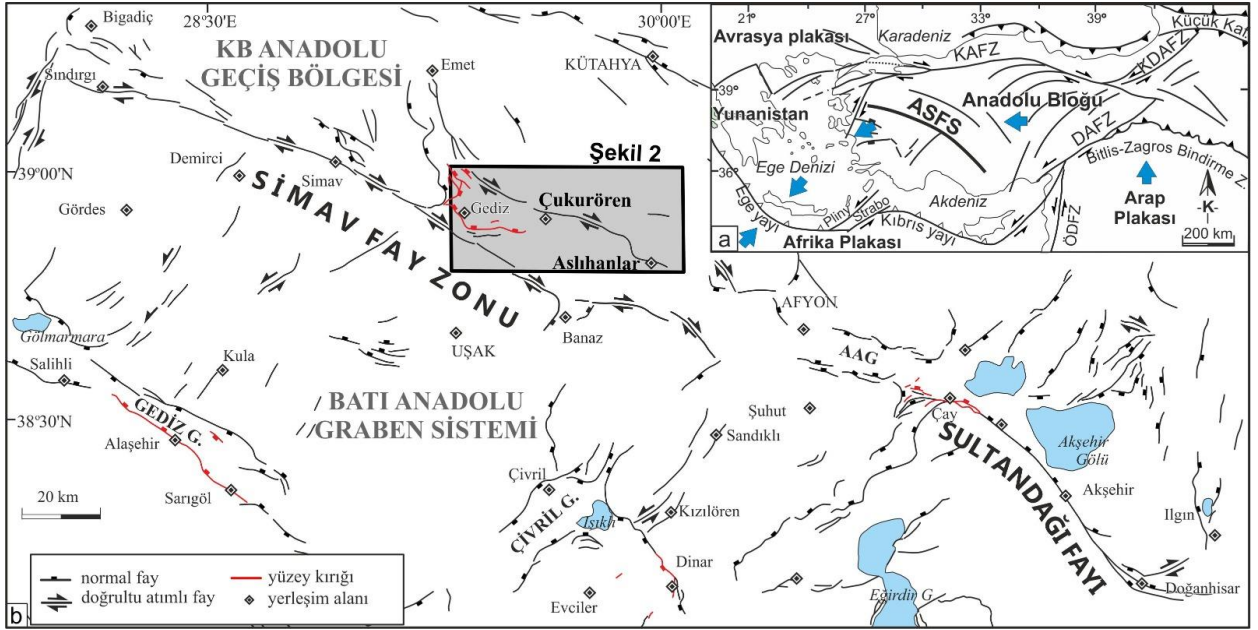 Bigadiç
28°30'E
30°00'E
KB ANADOLU
GEÇİŞ BÖLGESİ
Sındırgı
Emet
KÜTAHYA
Demirci
39°00'N
Simav
Gördes
SİMAV FAY ZONU
Şekil 2
Gediz
Çukurören
Aslıhanlar
Banaz
UŞAK
Gölmarmara
Salihli
Kula
38°30'N
GEDİZ G.
Alaşehir
Sarıgöl
20 km
BATI ANADOLU
GRABEN SİSTEMİ
Çivril
ÇİVRİL G.
Işıklı
Kızılören
Dinar
Evciler
Sandıklı
Şuhut
AFYON
AAG
Çay
SULTANDAĞI FAYI
Akşehir
Gölü
Akşehir
Ilgın
Doğanhisar
Eğirdir G.
normal fay
yüzey kırığı
doğrultu atımlı fay
yerleşim alanı
b
21°
27°
33°
39°
Avrasya plakası
Karadeniz
KAFZ
Küçük Kaf.
KDAFZ
39°
Yunanistan
ASFS
Anadolu Bloğu
DAFZ
Ege Denizi
Bitlis-Zagros Bindirme Z.
36°
Ege yayı
Pliny
Strabo
Kıbrıs yayı
Akdeniz
ÖDFZ
Arap
Plakası
-K-
Afrika Plakası
200 km
a